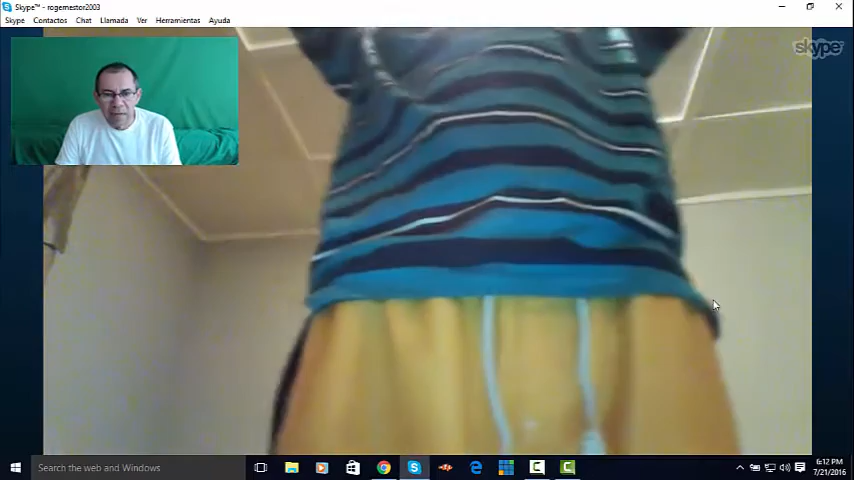 Skype™ - rogernestor2003
Skype Contactos Chat Llamada Ver Herramientas Ayuda
skype
Search the web and Windows
6:12 PM
7/21/2016